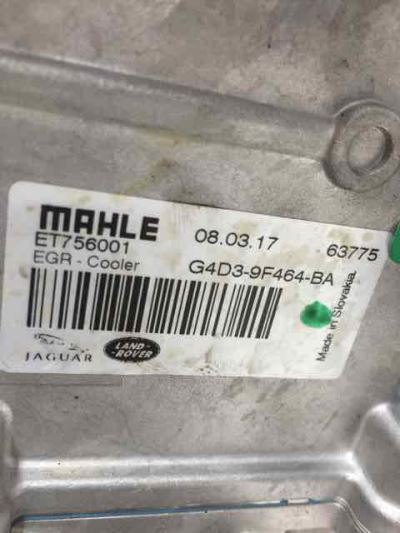 MAHLE
ET756001 08.03.17 63775
EGR - Cooler G4D3-9F464-BA
Made in Slovakia
JAGUAR LAND-ROVER